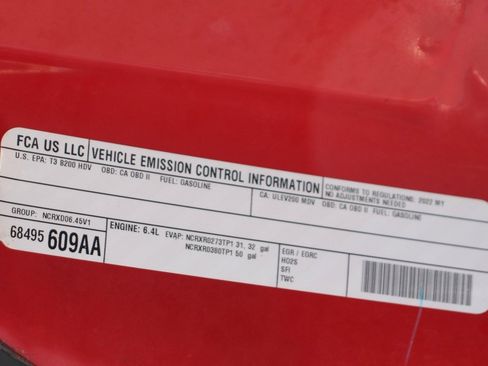 FCA US LLC VEHICLE EMISSION CONTROL INFORMATION CONFORMS TO REGULATIONS: 2022 MY
NO ADJUSTMENTS NEEDED
U.S. EPA: T3 B200 HDV OBD: CA OBD II FUEL: GASOLINE CA: ULEV200 MDV OBD: CA OBD II FUEL: GASOLINE
GROUP: NCRXD06.45V1
68495 609AA
ENGINE: 6.4L EVAP: NCRXR0273TP1 31, 32 gal
NCRXR0380TP1 50 gal
EGR / EGRC
HO2S
SFI
TWC